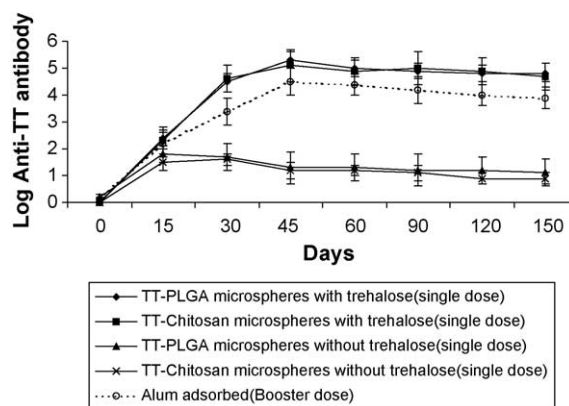 Log Anti-TT antibody
6
5
4
3
2
1
0
0 15 30 45 60 90 120 150
Days
TT-PLGA microspheres with trehalose(single dose)
TT-Chitosan microspheres with trehalose(single dose)
TT-PLGA microspheres without trehalose(single dose)
TT-Chitosan microspheres without trehalose(single dose)
Alum adsorbed(Booster dose)